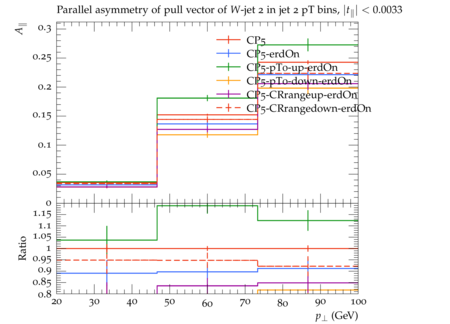 Parallel asymmetry of pull vector of W-jet 2 in jet 2 pT bins, |t∥| < 0.0033
A∥
0.3
0.25
0.2
0.15
0.1
0.05
0
CP5
CP5-erdOn
CP5-pTo-up-erdOn
CP5-pTo-down-erdOn
CP5-CRrangeup-erdOn
CP5-CRrangedown-erdOn
Ratio
1.15
1.1
1.05
1
0.95
0.9
0.85
0.8
20 30 40 50 60 70 80 90 100
p⊥ (GeV)